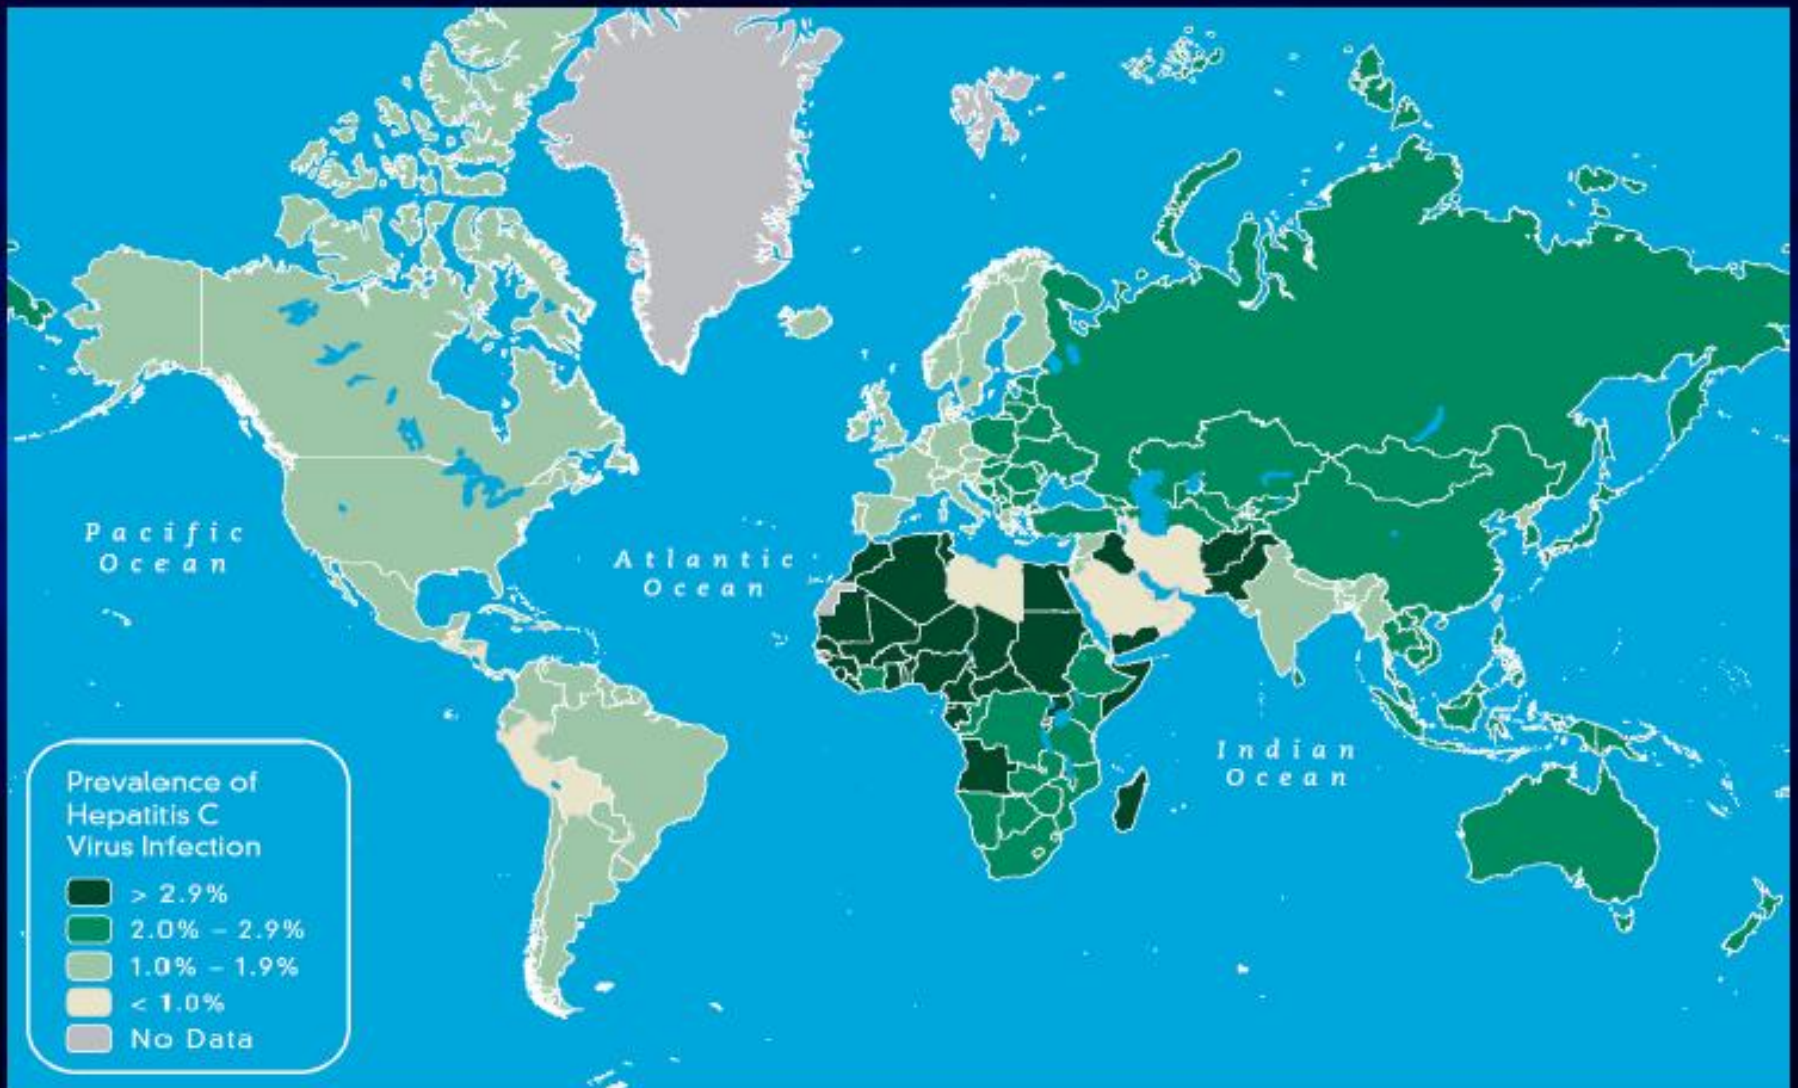 Pacific
Ocean
Atlantic
Ocean
Indian
Ocean
Prevalence of
Hepatitis C
Virus Infection
> 2.9%
2.0% – 2.9%
1.0% – 1.9%
< 1.0%
No Data